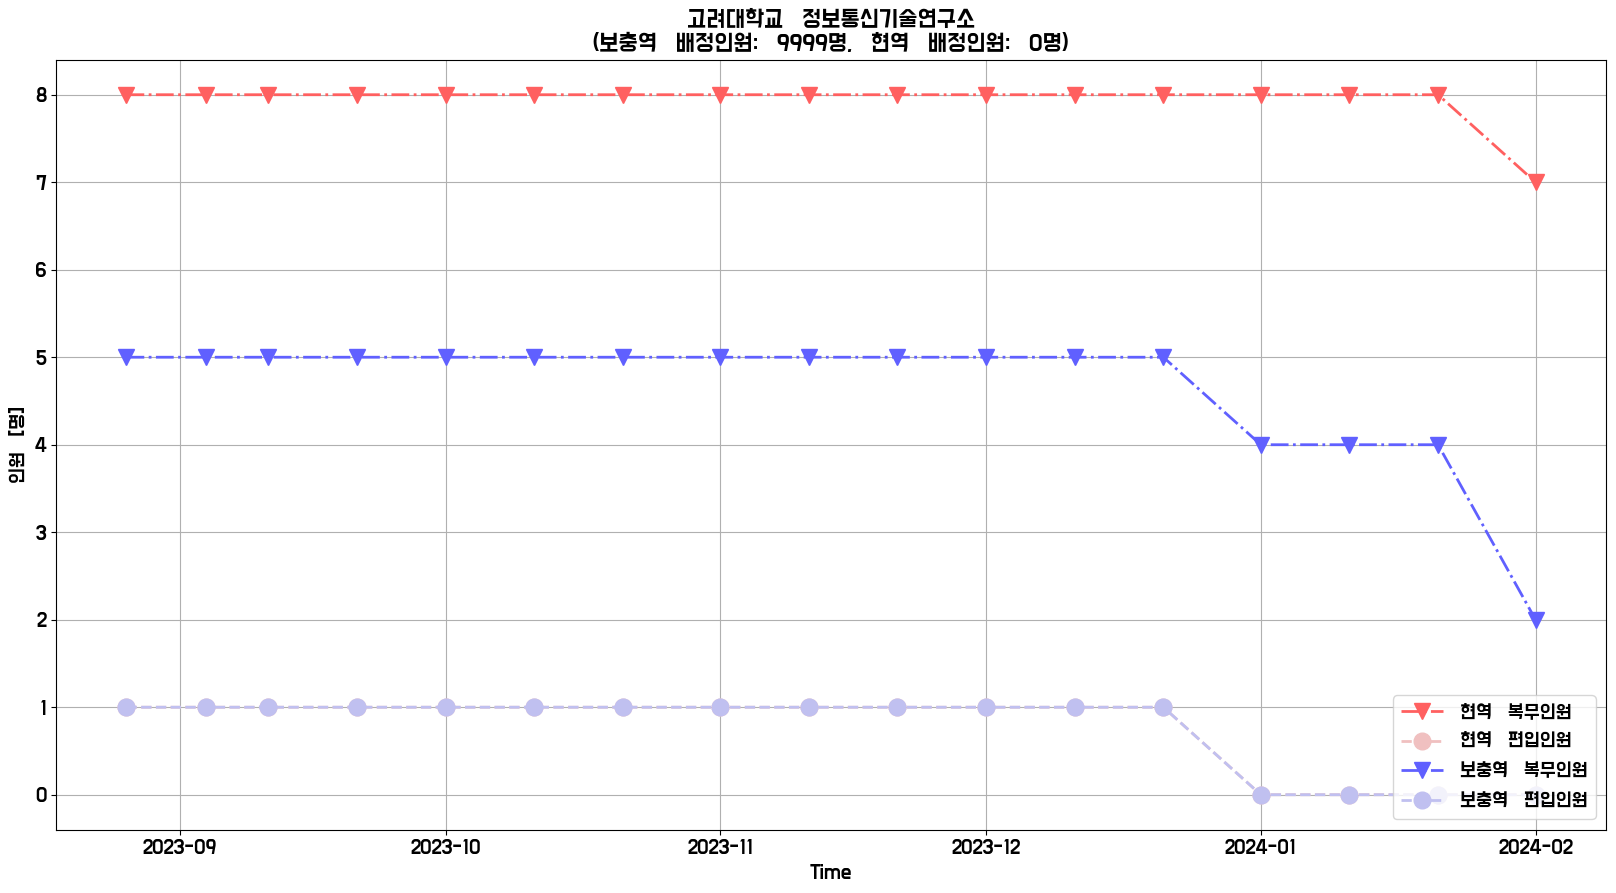 고려대학교 정보통신기술연구소
(보충역 배정인원: 9999명, 현역 배정인원: 0명)
8
7
6
5
4
3
2
1
0
인원 [명]
현역 복무인원
현역 편입인원
보충역 복무인원
보충역 편입인원
2023-09 2023-10 2023-11 2023-12 2024-01 2024-02
Time